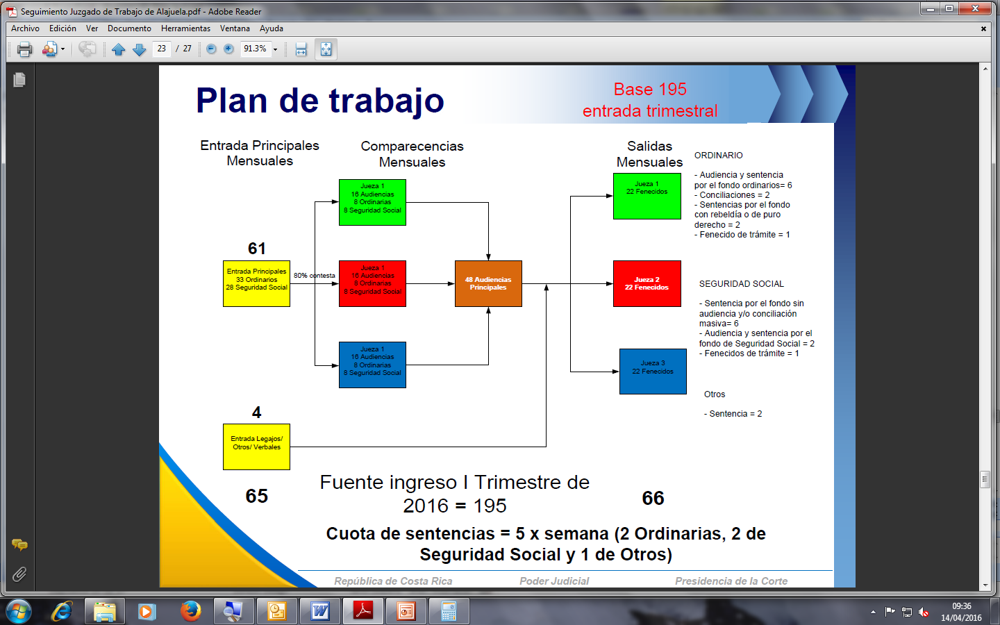 Seguimiento Juzgado de Trabajo de Alajuela.pdf - Adobe Reader
Archivo Edición Ver Documento Herramientas Ventana Ayuda
23 / 27 91.3%
Plan de trabajo
Base 195
entrada trimestral
Entrada Principales
Mensuales
Comparecencias
Mensuales
Salidas
Mensuales
61
Entrada Principales
33 Ordinarios
28 Seguridad Social
80% contesta
Jueza 1
16 Audiencias
8 Ordinarias
8 Seguridad Social
Jueza 1
16 Audiencias
8 Ordinarias
8 Seguridad Social
Jueza 1
16 Audiencias
8 Ordinarias
8 Seguridad Social
48 Audiencias
Principales
Jueza 1
22 Fenecidos
Jueza 2
22 Fenecidos
Jueza 3
22 Fenecidos
ORDINARIO
- Audiencia y sentencia
por el fondo ordinarios= 6
- Conciliaciones = 2
- Sentencias por el fondo
con rebeldía o de puro
derecho = 2
- Fenecido de trámite = 1
SEGURIDAD SOCIAL
- Sentencia por el fondo sin
audiencia y/o conciliación
masiva= 6
- Audiencia y sentencia por el
fondo de Seguridad Social = 2
- Fenecidos de trámite = 1
Otros
- Sentencia = 2
4
Entrada Legajos/
Otros/ Verbales
65
Fuente ingreso I Trimestre de
2016 = 195
66
Cuota de sentencias = 5 x semana (2 Ordinarias, 2 de
Seguridad Social y 1 de Otros)
República de Costa Rica Poder Judicial Presidencia de la Corte
09:36
14/04/2016